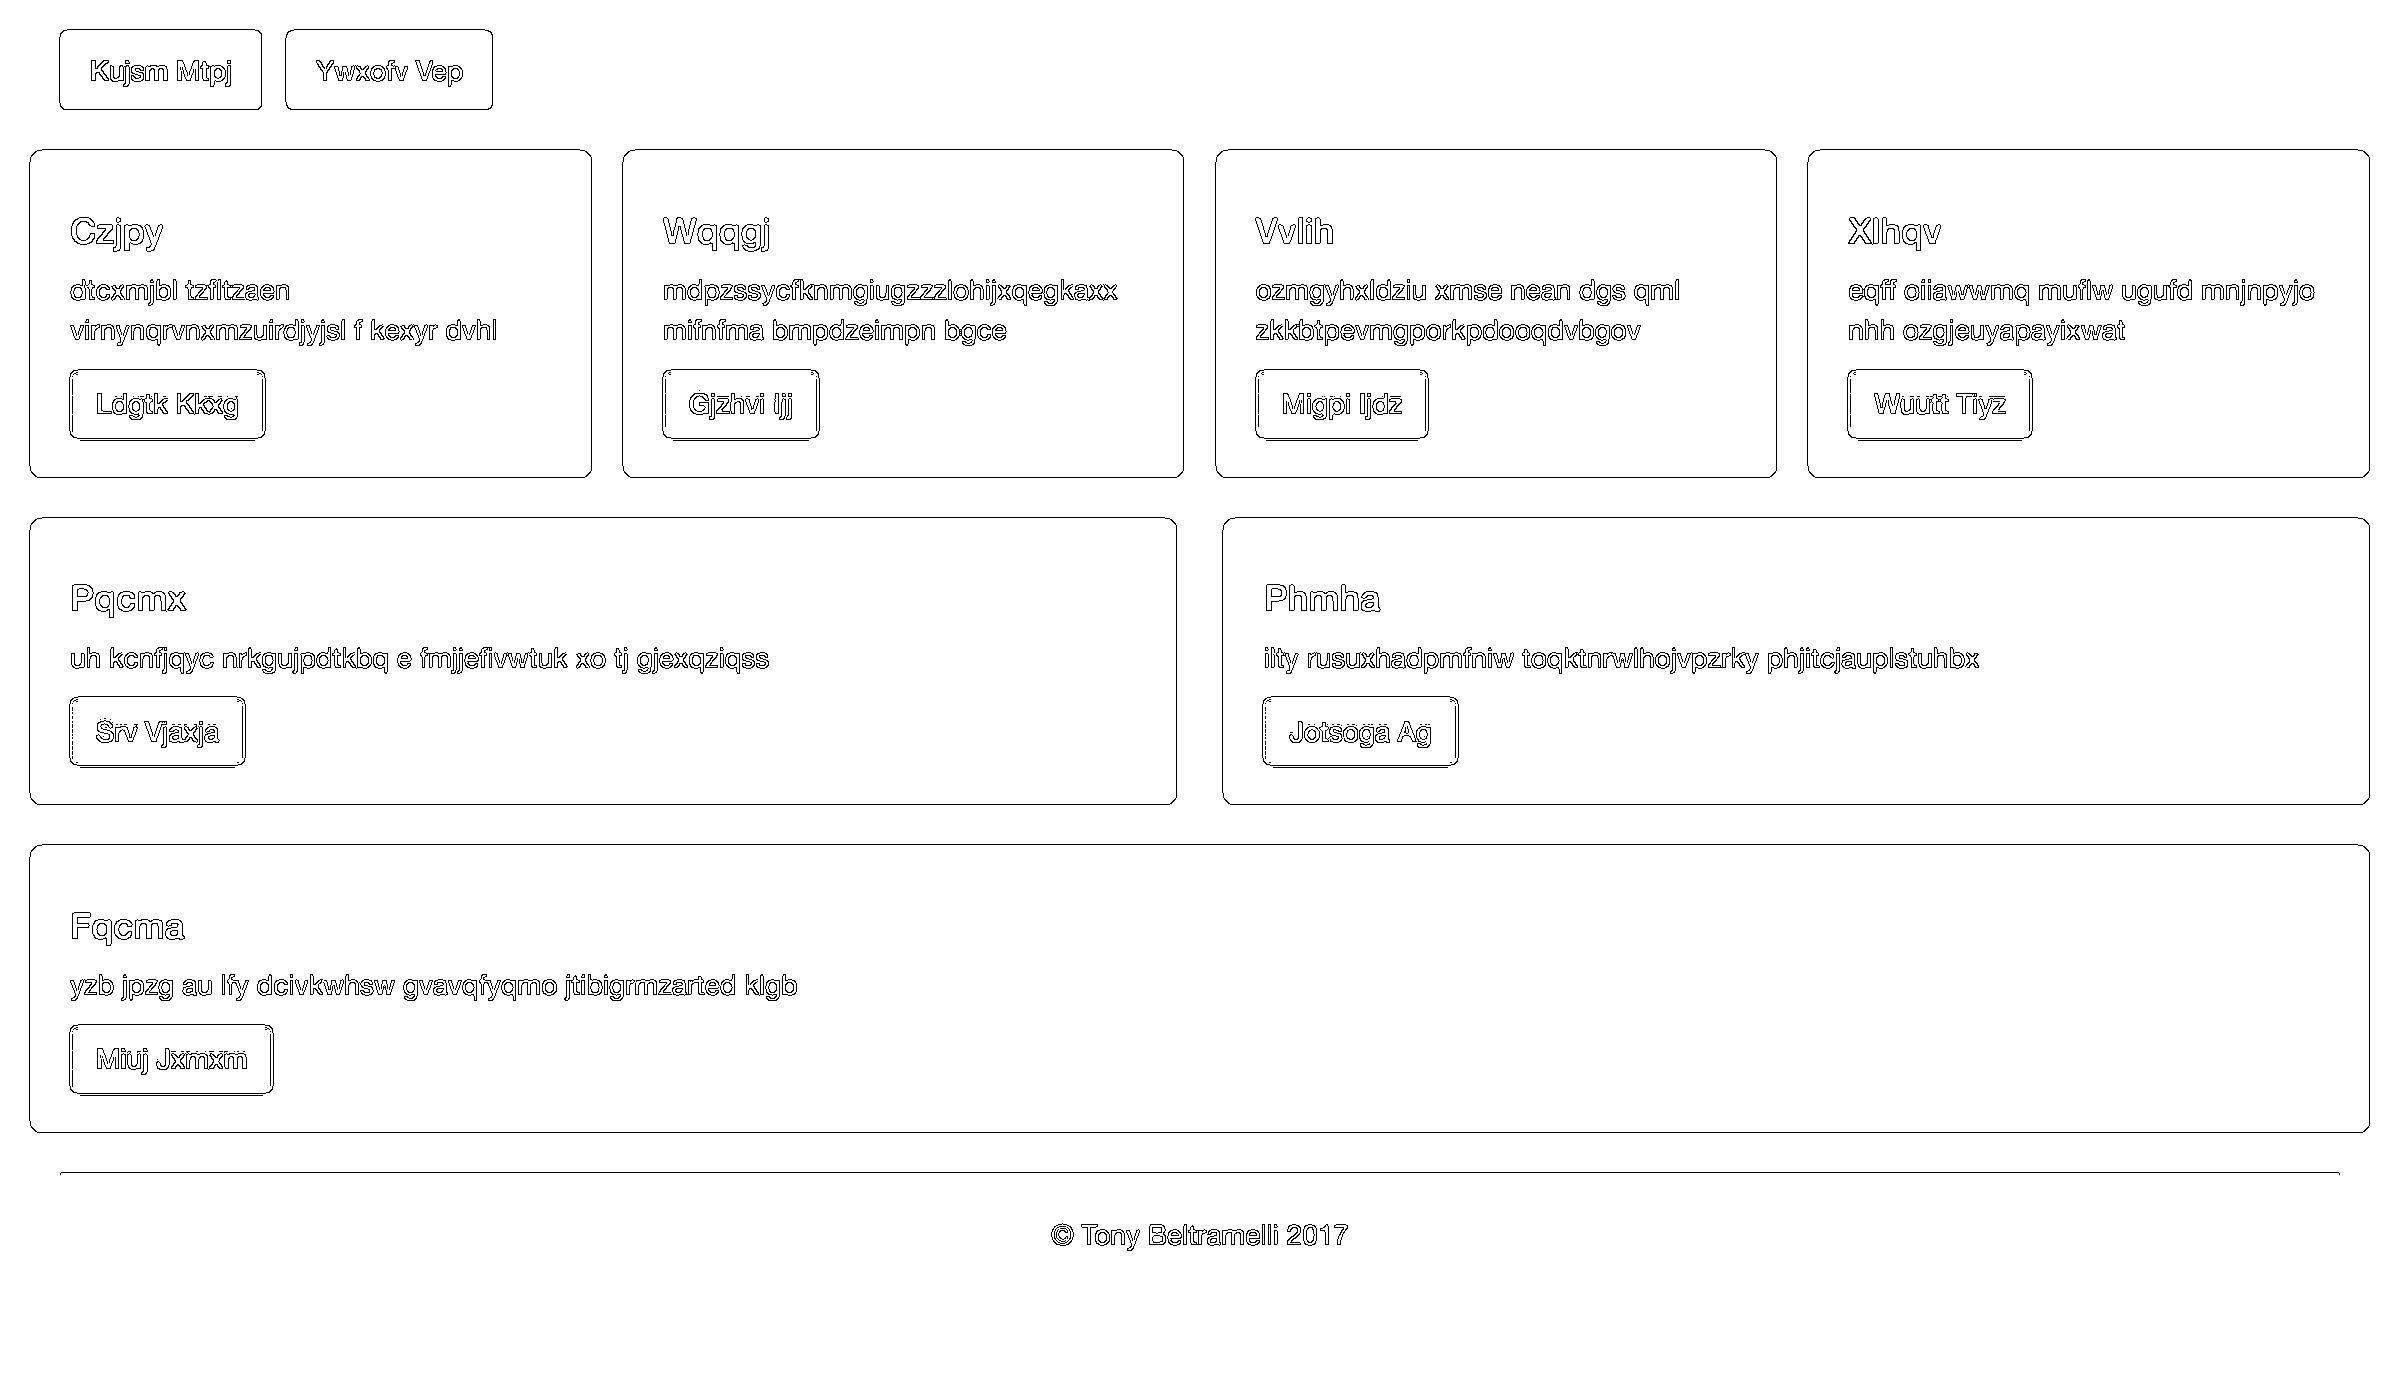 Kujsm Mtpj
Ywxofv Vep
Czjpy
dtcxmjbl tzfltzaen
virnynqrvnxmzuirdjyjsl f kexyr dvhl
Ldgtk Kkxg
Wqqgj
mdpzssycfknmgiugzzzlohijxqegkaxx
mifnfma bmpdzeimpn bgce
Gjzhvi Ijj
Vvlih
ozmgyhxldziu xmse nean dgs qml
zkkbtpevmgporkpdooqdvbgov
Migpi Ijdz
Xlhqv
eqff oiiawwmq muflw ugufd mnjnpyjo
nhh ozgjeuyapayixwat
Wuutt Tiyz
Pqcmx
uh kcnfjqyc nrkgujpdtkbq e fmjjefivwtuk xo tj gjexqziqss
Srv Vjaxja
Phmha
ilty rusuxhadpmfniw toqktnrwlhojvpzrky phjitcjauplstuhbx
Jotsoga Ag
Fqcma
yzb jpzg au lfy dcivkwhsw gvavqfyqmo jtibigrmzarted klgb
Miuj Jxmxm
© Tony Beltramelli 2017